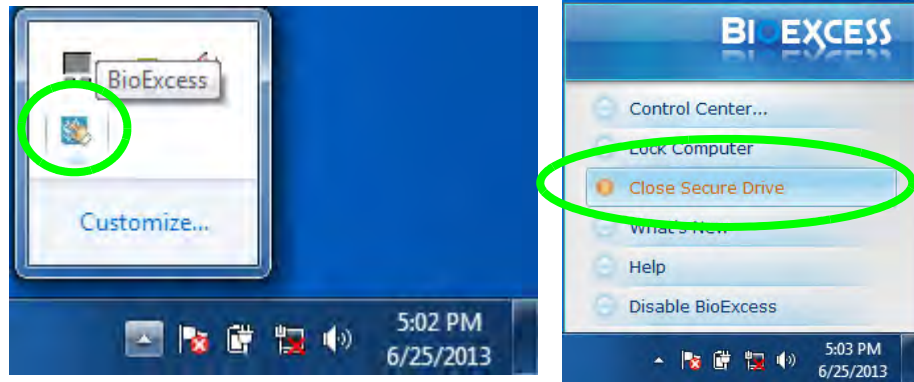 BioExcess
Customize...
5:02 PM
6/25/2013
BIOEXCESS
Control Center...
Lock Computer
Close Secure Drive
What's New
Help
Disable BioExcess
5:03 PM
6/25/2013